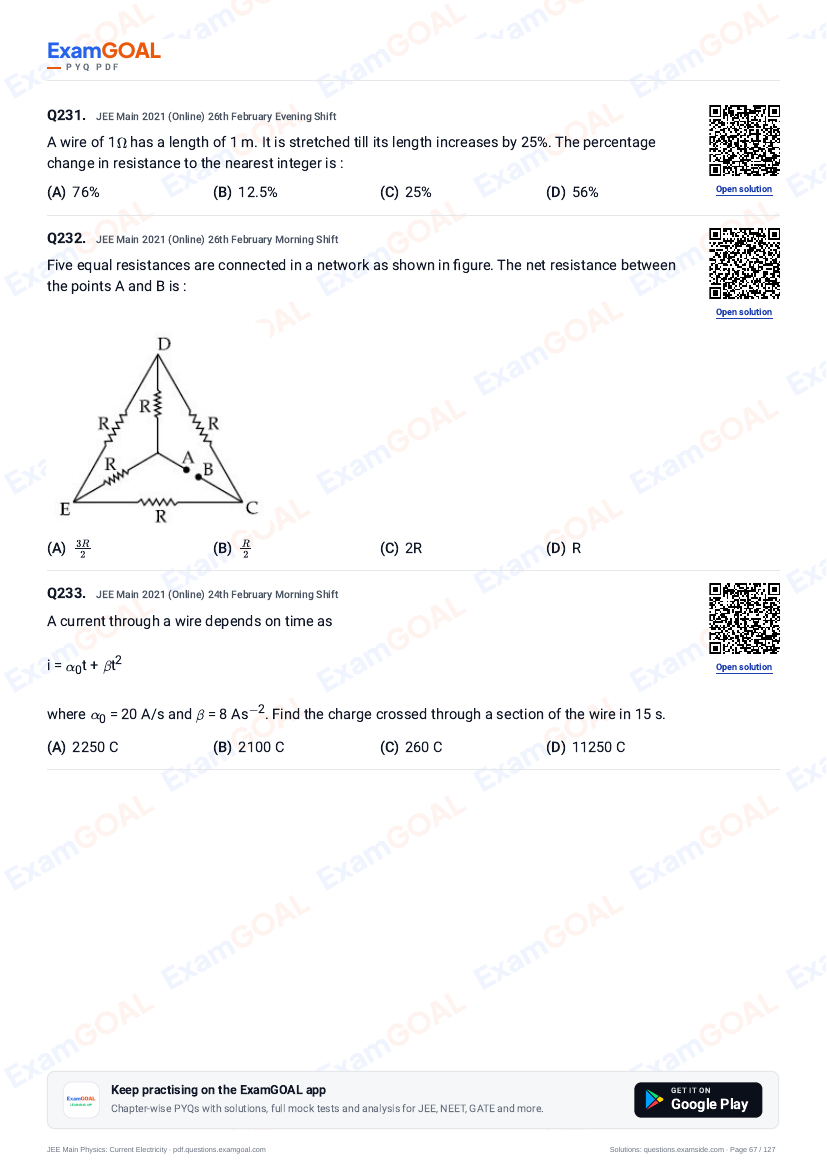 ExamGOAL
PYQ PDF
Q231. JEE Main 2021 (Online) 26th February Evening Shift
A wire of 1Ω has a length of 1 m. It is stretched till its length increases by 25%. The percentage
change in resistance to the nearest integer is :
(A) 76% (B) 12.5% (C) 25% (D) 56%
Open solution
Q232. JEE Main 2021 (Online) 26th February Morning Shift
Five equal resistances are connected in a network as shown in figure. The net resistance between
the points A and B is :
Open solution
D
R
R R
R A B
E C
R
(A) 3R/2 (B) R/2 (C) 2R (D) R
Q233. JEE Main 2021 (Online) 24th February Morning Shift
A current through a wire depends on time as
i = α₀t + βt²
Open solution
where α₀ = 20 A/s and β = 8 As⁻². Find the charge crossed through a section of the wire in 15 s.
(A) 2250 C (B) 2100 C (C) 260 C (D) 11250 C
Keep practising on the ExamGOAL app
Chapter-wise PYQs with solutions, full mock tests and analysis for JEE, NEET, GATE and more.
GET IT ON
Google Play
JEE Main Physics: Current Electricity · pdf.questions.examgoal.com Solutions: questions.examside.com · Page 67 / 127